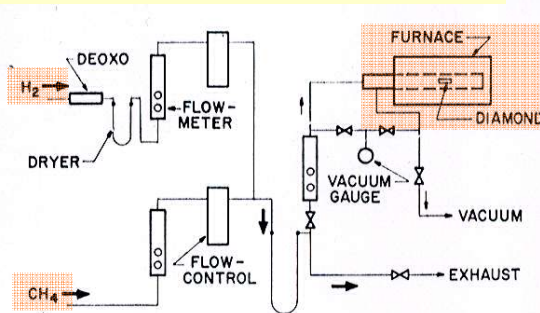 FURNACE
DEOXO
H₂
FLOW-
METER
DIAMOND
DRYER
VACUUM
GAUGE
VACUUM
FLOW-
CONTROL
EXHAUST
CH₄